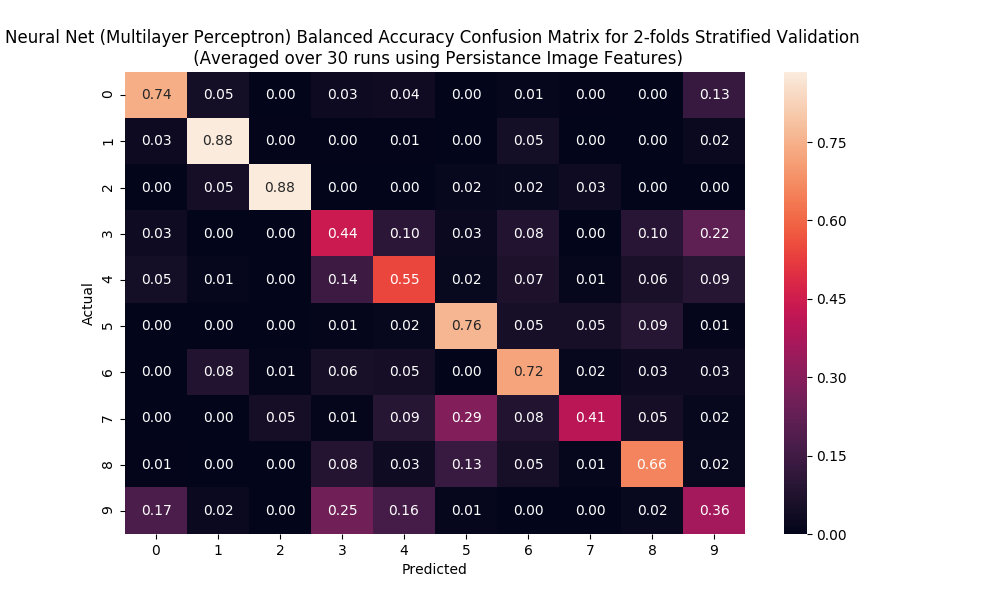 Neural Net (Multilayer Perceptron) Balanced Accuracy Confusion Matrix for 2-folds Stratified Validation
(Averaged over 30 runs using Persistance Image Features)
0 0.74 0.05 0.00 0.03 0.04 0.00 0.01 0.00 0.00 0.13
1 0.03 0.88 0.00 0.00 0.01 0.00 0.05 0.00 0.00 0.02
2 0.00 0.05 0.88 0.00 0.00 0.02 0.02 0.03 0.00 0.00
3 0.03 0.00 0.00 0.44 0.10 0.03 0.08 0.00 0.10 0.22
4 0.05 0.01 0.00 0.14 0.55 0.02 0.07 0.01 0.06 0.09
5 0.00 0.00 0.00 0.01 0.02 0.76 0.05 0.05 0.09 0.01
6 0.00 0.08 0.01 0.06 0.05 0.00 0.72 0.02 0.03 0.03
7 0.00 0.00 0.05 0.01 0.09 0.29 0.08 0.41 0.05 0.02
8 0.01 0.00 0.00 0.08 0.03 0.13 0.05 0.01 0.66 0.02
9 0.17 0.02 0.00 0.25 0.16 0.01 0.00 0.00 0.02 0.36
0 1 2 3 4 5 6 7 8 9
Predicted
Actual
0.75
0.60
0.45
0.30
0.15
0.00